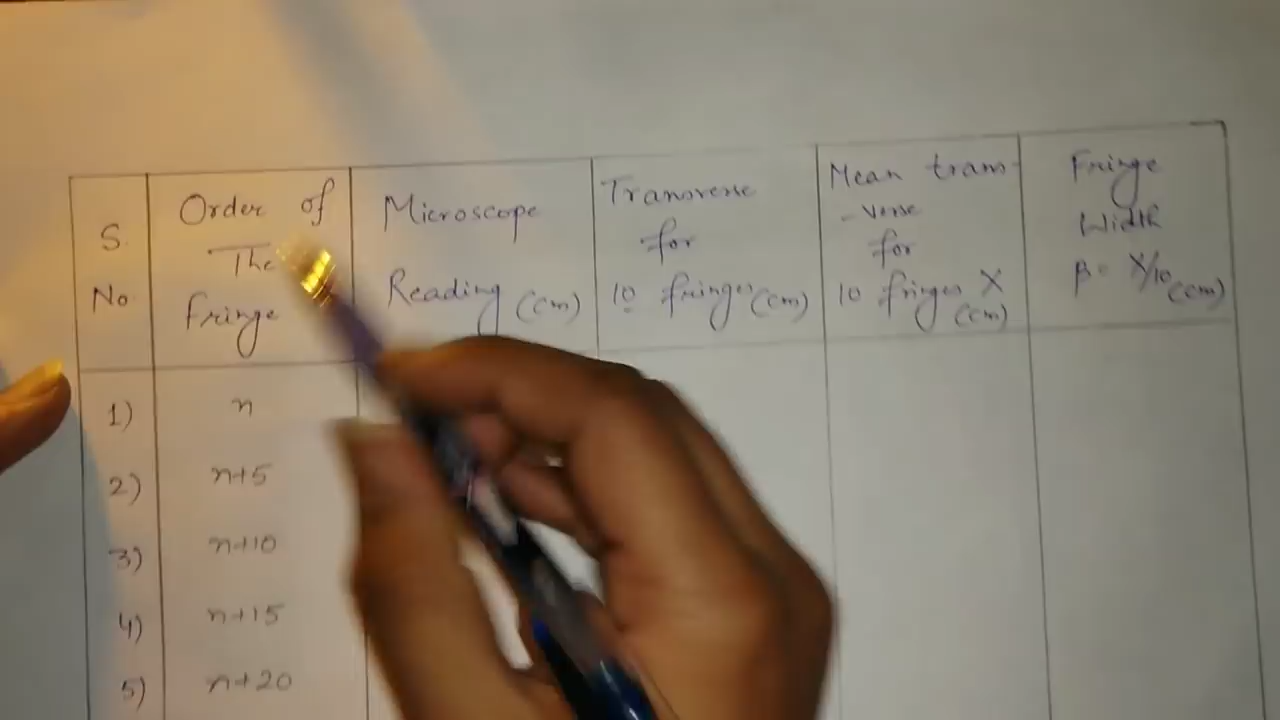 S.
No
Order of
The
fringe
Microscope
Reading (cm)
Transverse
for
10 fringes (cm)
Mean trans-
-verse
for
10 fringes X
(cm)
Fringe
Width
β = X/10 (cm)
1) n
2) n+5
3) n+10
4) n+15
5) n+20